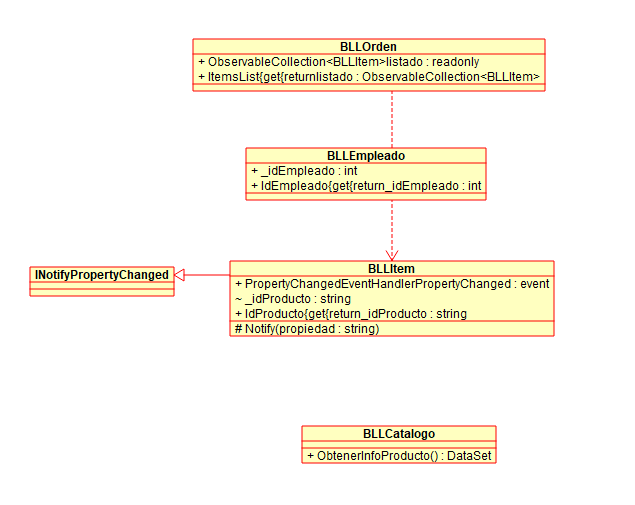 BLLOrden
+ ObservableCollection<BLLItem>listado : readonly
+ ItemsList{get{returnlistado : ObservableCollection<BLLItem>
BLLEmpleado
+ _idEmpleado : int
+ IdEmpleado{get{return_idEmpleado : int
INotifyPropertyChanged
BLLItem
+ PropertyChangedEventHandlerPropertyChanged : event
~ _idProducto : string
+ IdProducto{get{return_idProducto : string
# Notify(propiedad : string)
BLLCatalogo
+ ObtenerInfoProducto() : DataSet